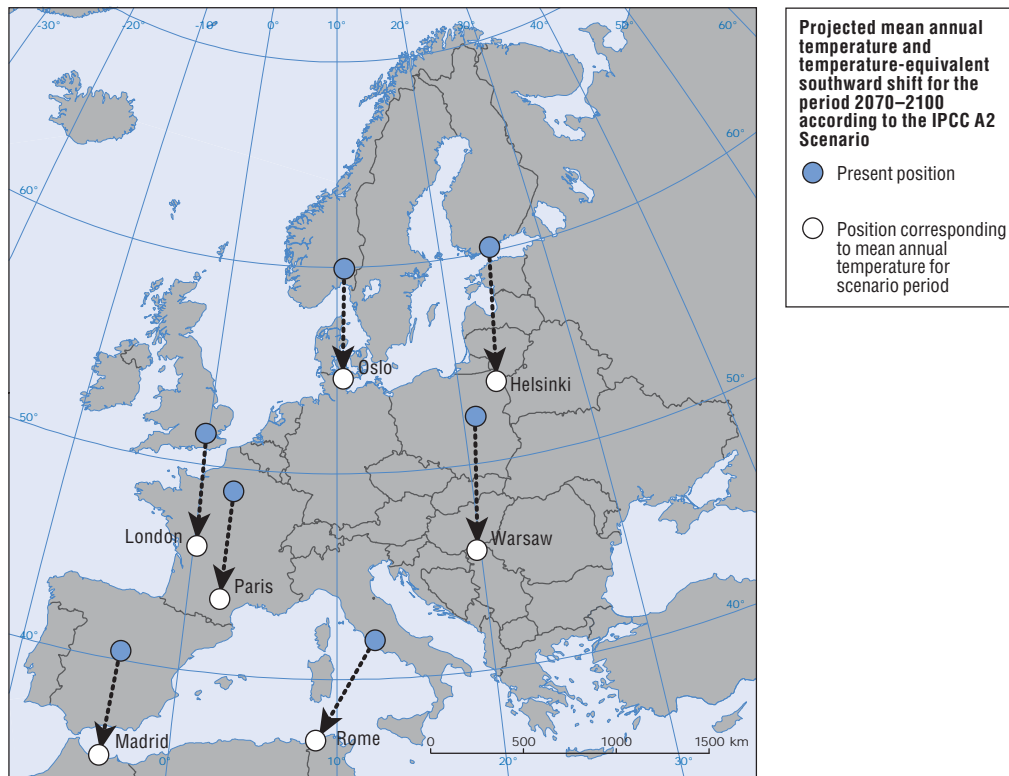 -30°
-20°
-10°
0°
10°
20°
30°
40°
50°
60°
70°
60°
60°
50°
50°
40°
40°
0°
10°
20°
30°
Oslo
Helsinki
London
Paris
Warsaw
Madrid
Rome
0 500 1000 1500 km
Projected mean annual
temperature and
temperature-equivalent
southward shift for the
period 2070–2100
according to the IPCC A2
Scenario
Present position
Position corresponding
to mean annual
temperature for
scenario period